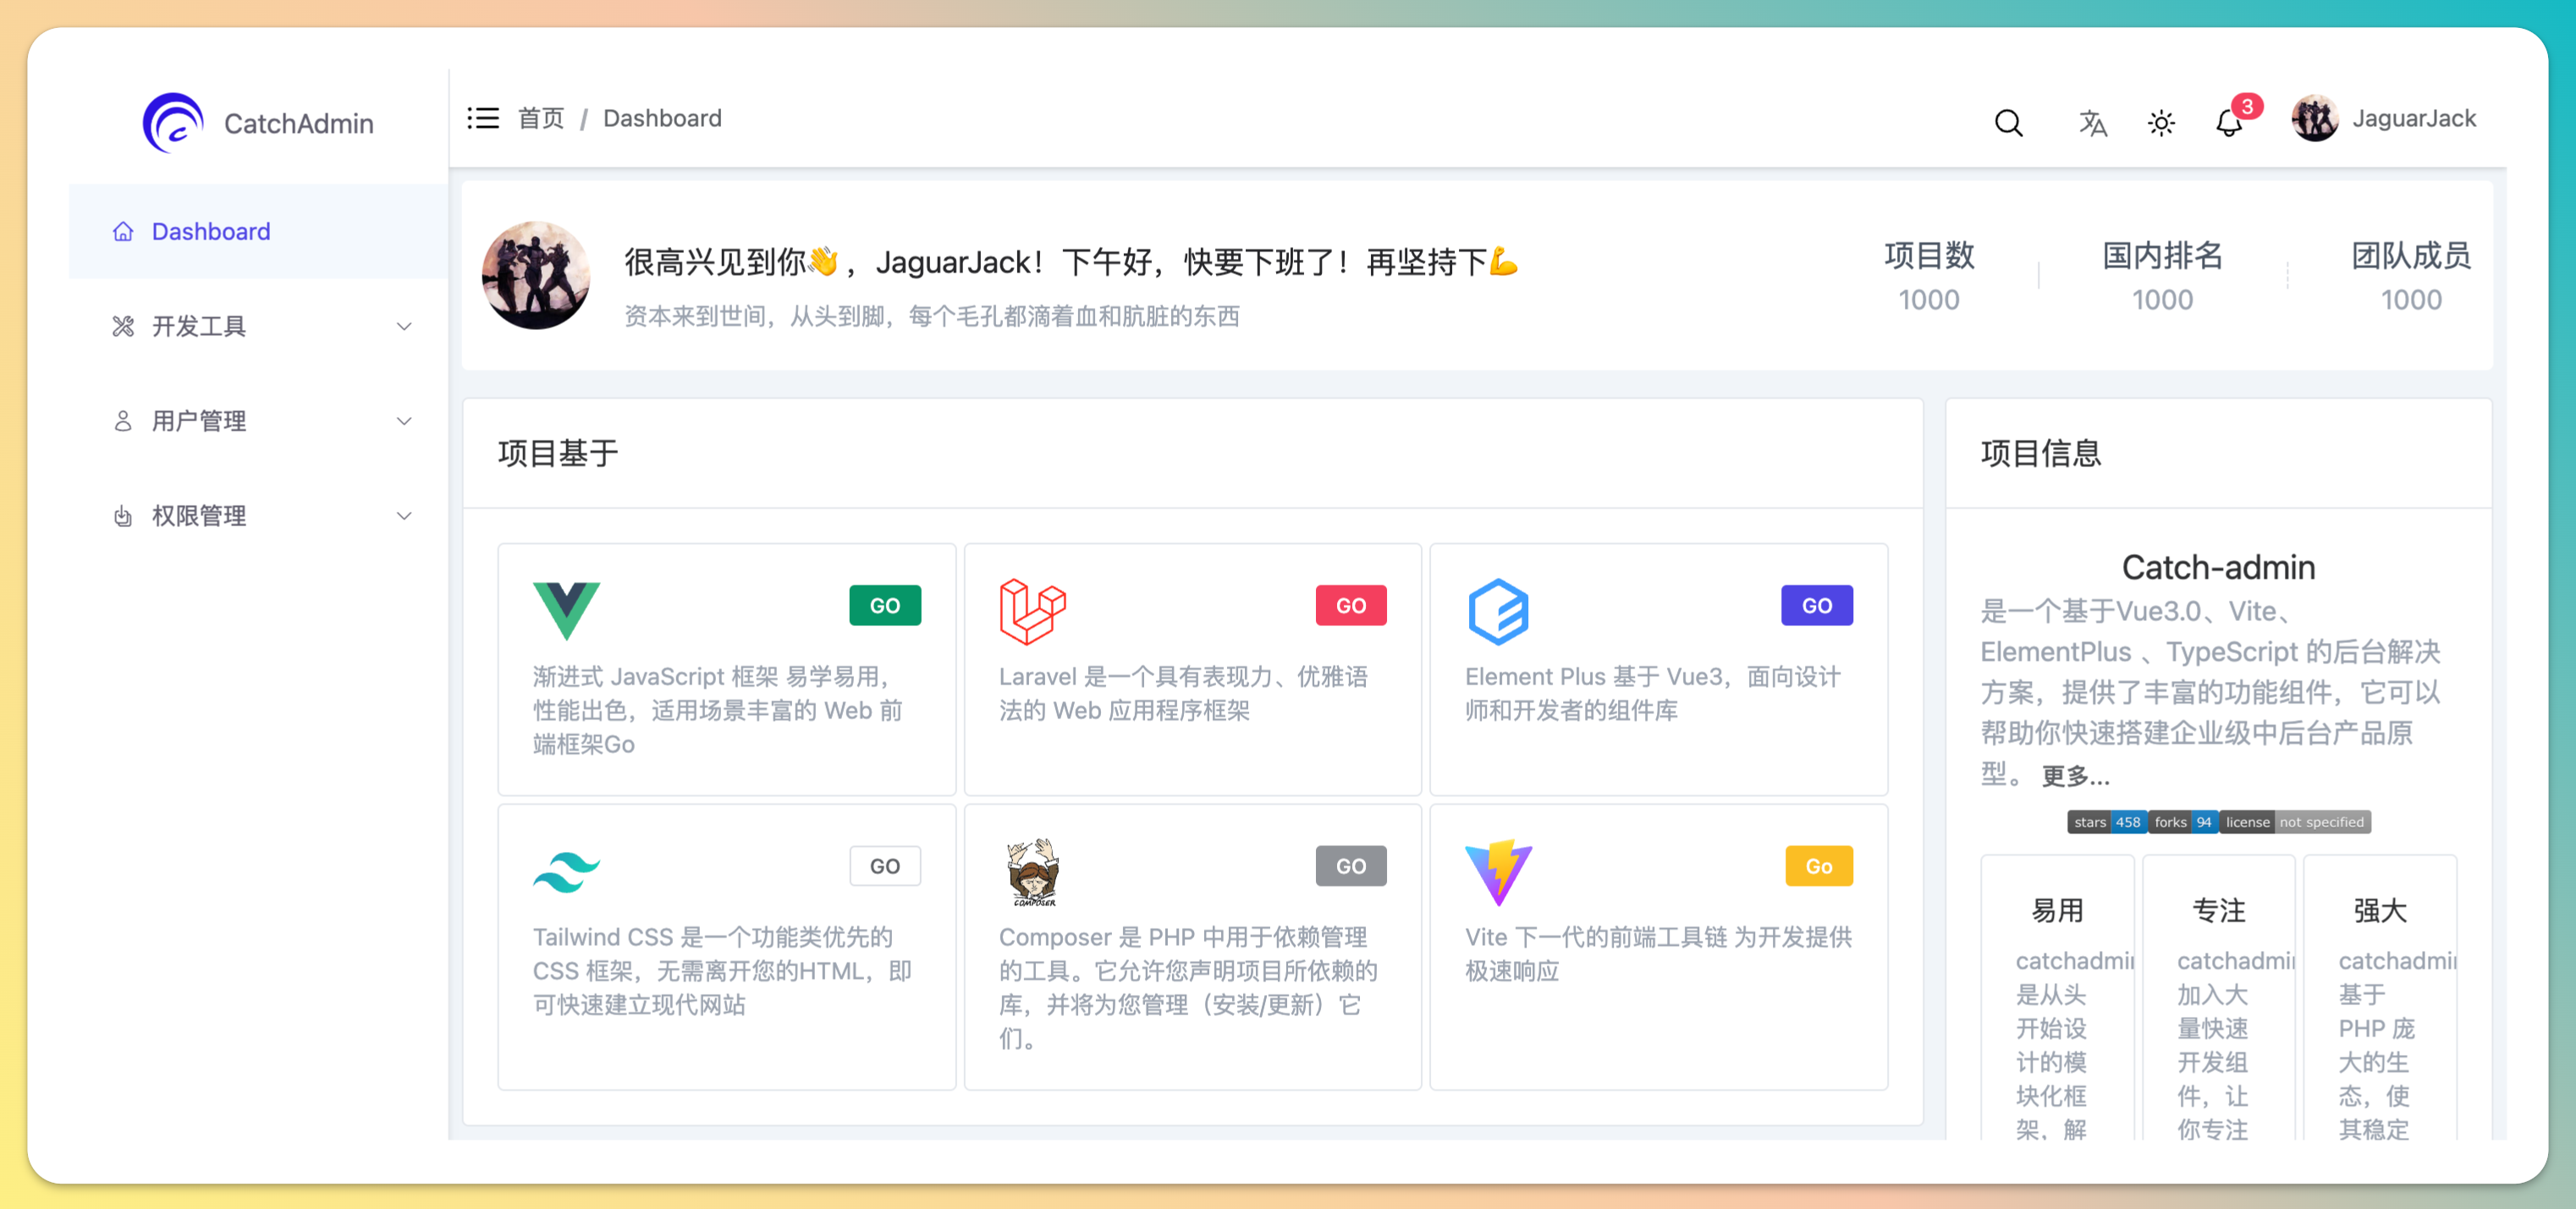 CatchAdmin
首页 / Dashboard
3
JaguarJack
Dashboard
开发工具
用户管理
权限管理
很高兴见到你👋，JaguarJack！下午好，快要下班了！再坚持下💪
资本来到世间，从头到脚，每个毛孔都滴着血和肮脏的东西
项目数
1000
国内排名
1000
团队成员
1000
项目基于
GO
渐进式 JavaScript 框架 易学易用，
性能出色，适用场景丰富的 Web 前
端框架Go
GO
Laravel 是一个具有表现力、优雅语
法的 Web 应用程序框架
GO
Element Plus 基于 Vue3，面向设计
师和开发者的组件库
GO
Tailwind CSS 是一个功能类优先的
CSS 框架，无需离开您的HTML，即
可快速建立现代网站
COMPOSER
GO
Composer 是 PHP 中用于依赖管理
的工具。它允许您声明项目所依赖的
库，并将为您管理（安装/更新）它
们。
Go
Vite 下一代的前端工具链 为开发提供
极速响应
项目信息
Catch-admin
是一个基于Vue3.0、Vite、
ElementPlus 、TypeScript 的后台解决
方案，提供了丰富的功能组件，它可以
帮助你快速搭建企业级中后台产品原
型。 更多...
stars 458 forks 94 license not specified
易用
catchadmin
是从头
开始设
计的模
块化框
架，解
专注
catchadmin
加入大
量快速
开发组
件，让
你专注
强大
catchadmin
基于
PHP 庞
大的生
态，使
其稳定